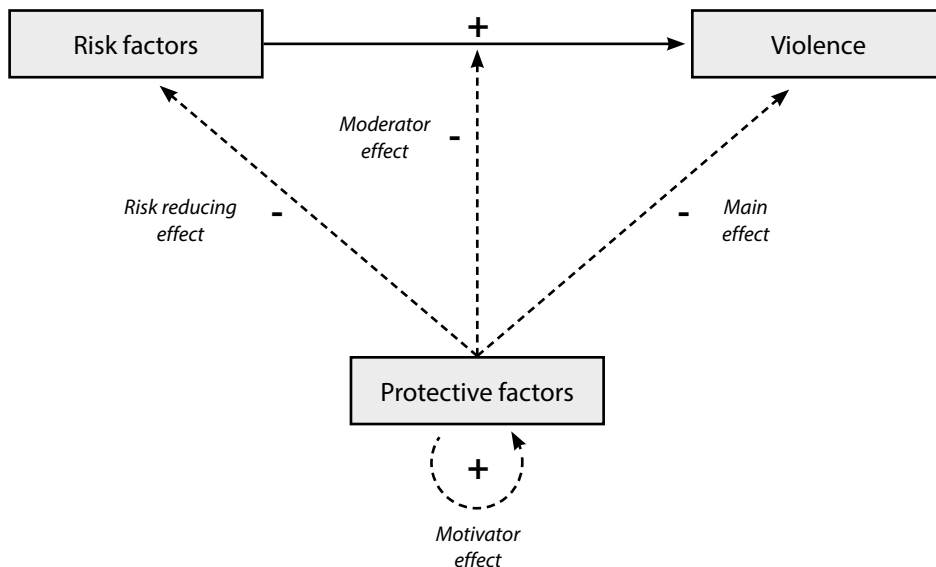 +
Risk factors
Violence
Moderator
effect
-
Risk reducing
effect
-
-
Main
effect
Protective factors
+
Motivator
effect